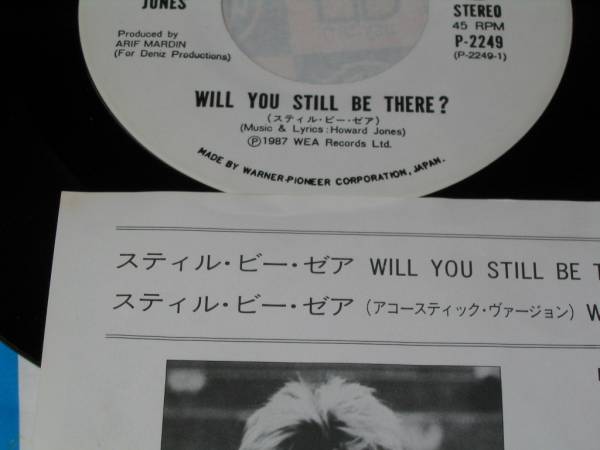 JONES
Produced by
ARIF MARDIN
(For Deniz Productions)
STEREO
45 RPM
P-2249
(P-2249-1)
WILL YOU STILL BE THERE?
(スティル・ビー・ゼア)
(Music & Lyrics:Howard Jones)
Ⓟ1987 WEA Records Ltd.
MADE BY WARNER-PIONEER CORPORATION, JAPAN.
スティル・ビー・ゼア WILL YOU STILL BE
スティル・ビー・ゼア (アコースティック・ヴァージョン) W